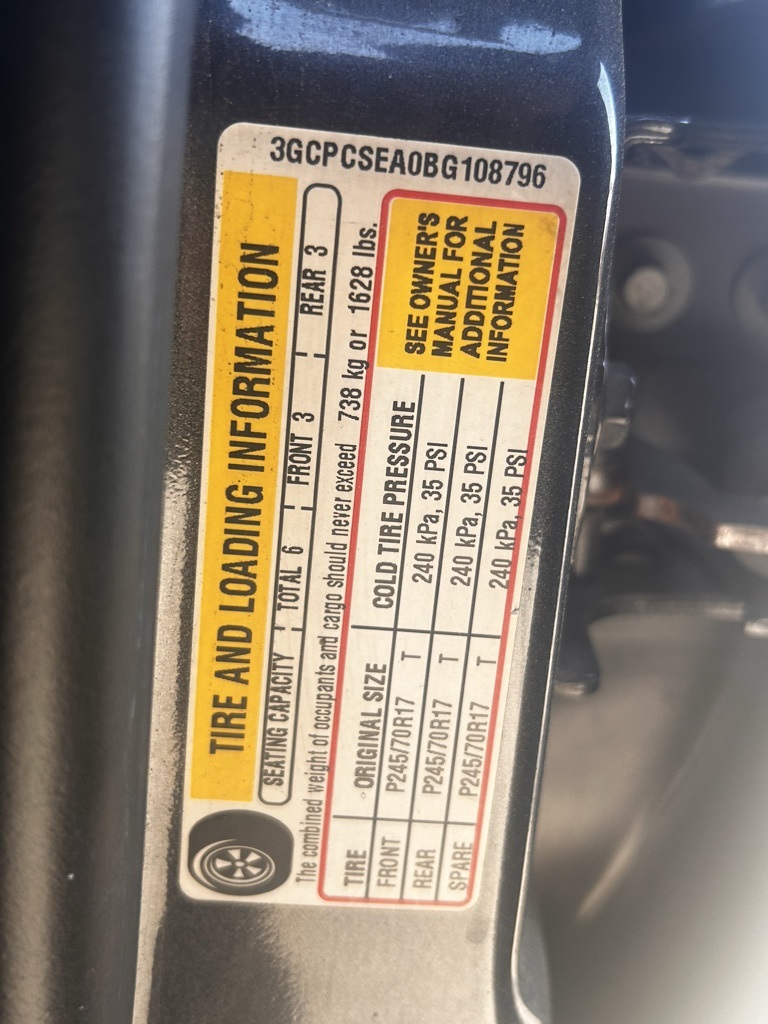 3GCPCSEA0BG108796
TIRE AND LOADING INFORMATION
SEATING CAPACITY TOTAL 6 FRONT 3 REAR 3
The combined weight of occupants and cargo should never exceed 738 kg or 1628 lbs.
TIRE ORIGINAL SIZE COLD TIRE PRESSURE
FRONT P245/70R17 T 240 kPa, 35 PSI
REAR P245/70R17 T 240 kPa, 35 PSI
SPARE P245/70R17 T 240 kPa, 35 PSI
SEE OWNER'S
MANUAL FOR
ADDITIONAL
INFORMATION